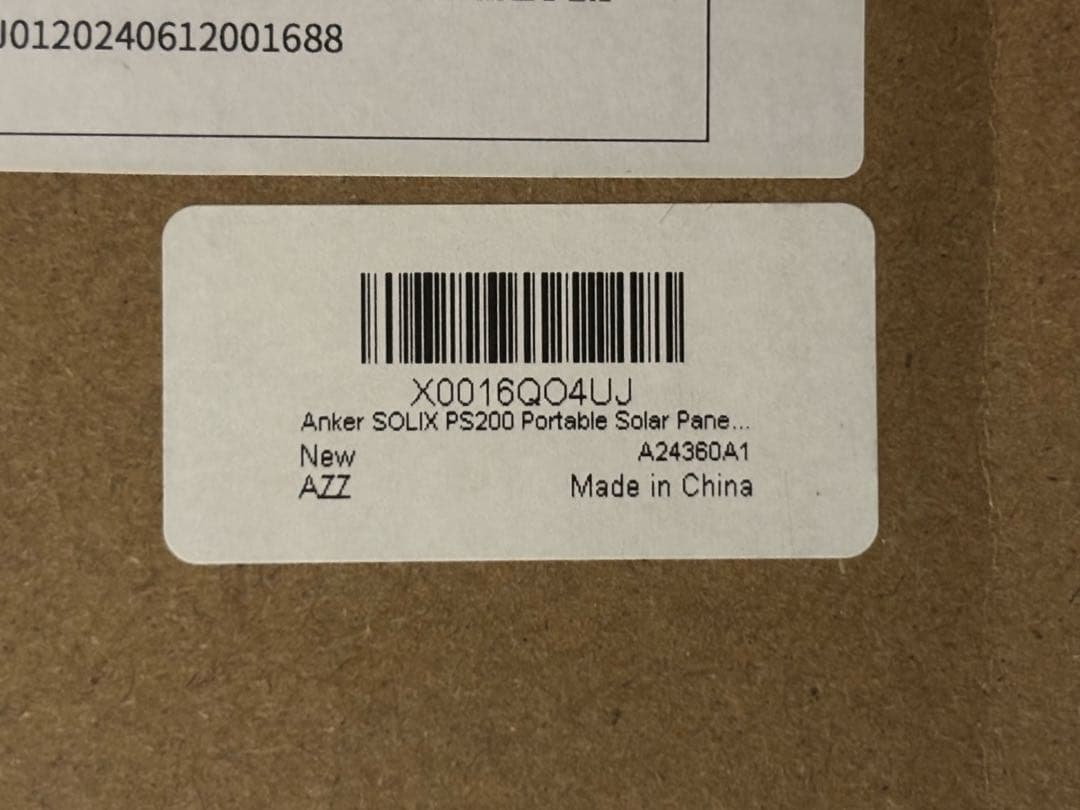 J0120240612001688
X0016QO4UJ
Anker SOLIX PS200 Portable Solar Pane...
New A24360A1
AZZ Made in China